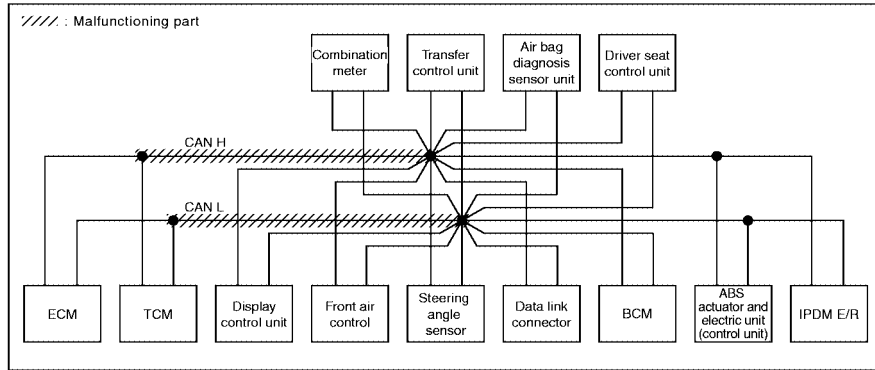 : Malfunctioning part
Combination
meter
Transfer
control unit
Air bag
diagnosis
sensor unit
Driver seat
control unit
CAN H
CAN L
ECM
TCM
Display
control unit
Front air
control
Steering
angle
sensor
Data link
connector
BCM
ABS
actuator and
electric unit
(control unit)
IPDM E/R